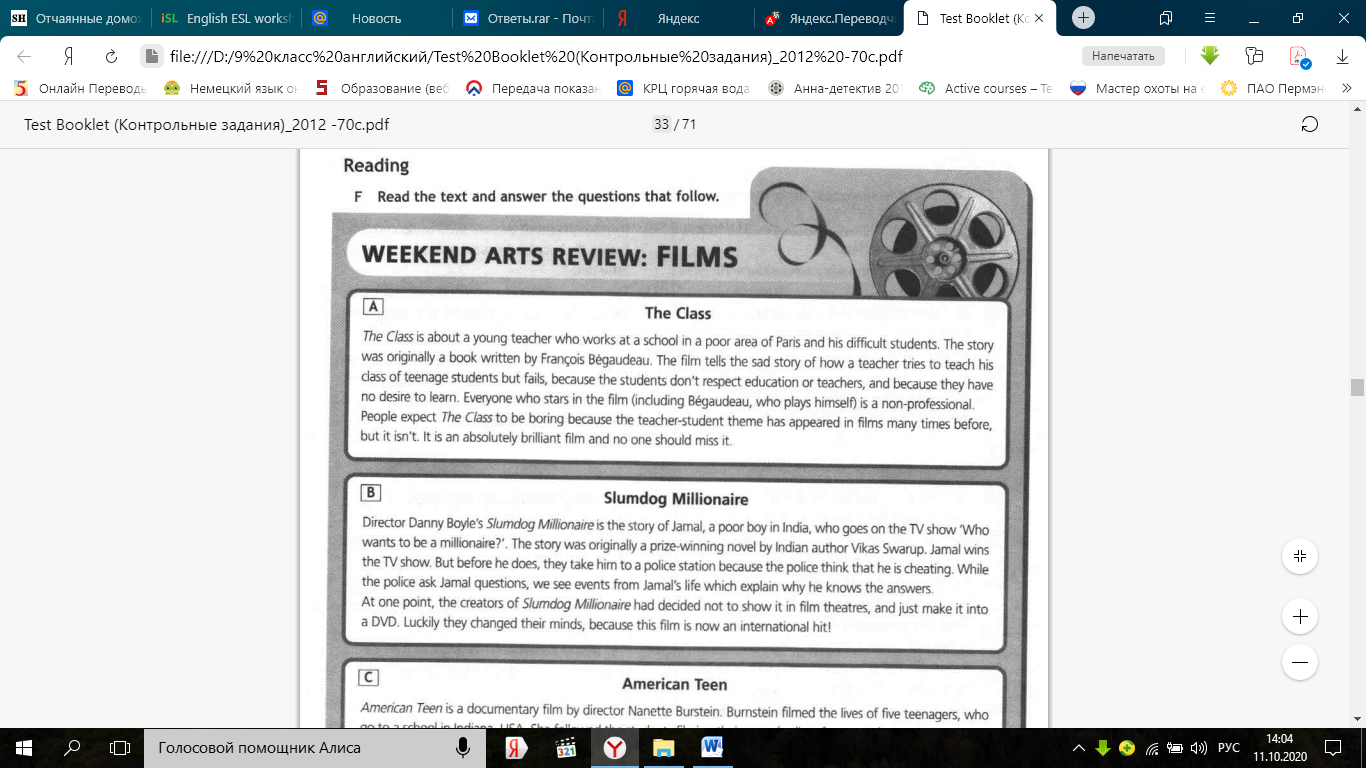 Отчаянные домох
English ESL worksh
Новость
Ответы.rar - Почта
Яндекс
Яндекс.Переводч
Test Booklet (Ко
file:///D:/9%20класс%20английский/Test%20Booklet%20(Контрольные%20задания)_2012%20-70c.pdf
Напечатать
Онлайн Переводь
Немецкий язык он
Образование (веб
Передача показан
КРЦ горячая вода
Анна-детектив 20
Active courses – Te
Мастер охоты на е
ПАО Пермэн
Test Booklet (Контрольные задания)_2012 -70c.pdf
33 / 71
Reading
F Read the text and answer the questions that follow.
WEEKEND ARTS REVIEW: FILMS
A
The Class
The Class is about a young teacher who works at a school in a poor area of Paris and his difficult students. The story
was originally a book written by François Bégaudeau. The film tells the sad story of how a teacher tries to teach his
class of teenage students but fails, because the students don't respect education or teachers, and because they have
no desire to learn. Everyone who stars in the film (including Bégaudeau, who plays himself) is a non-professional.
People expect The Class to be boring because the teacher-student theme has appeared in films many times before,
but it isn't. It is an absolutely brilliant film and no one should miss it.
B
Slumdog Millionaire
Director Danny Boyle's Slumdog Millionaire is the story of Jamal, a poor boy in India, who goes on the TV show 'Who
wants to be a millionaire?'. The story was originally a prize-winning novel by Indian author Vikas Swarup. Jamal wins
the TV show. But before he does, they take him to a police station because the police think that he is cheating. While
the police ask Jamal questions, we see events from Jamal's life which explain why he knows the answers.
At one point, the creators of Slumdog Millionaire had decided not to show it in film theatres, and just make it into
a DVD. Luckily they changed their minds, because this film is now an international hit!
C
American Teen
American Teen is a documentary film by director Nanette Burstein. Burnstein filmed the lives of five teenagers, who
Голосовой помощник Алиса
321
РУС
14:04
11.10.2020